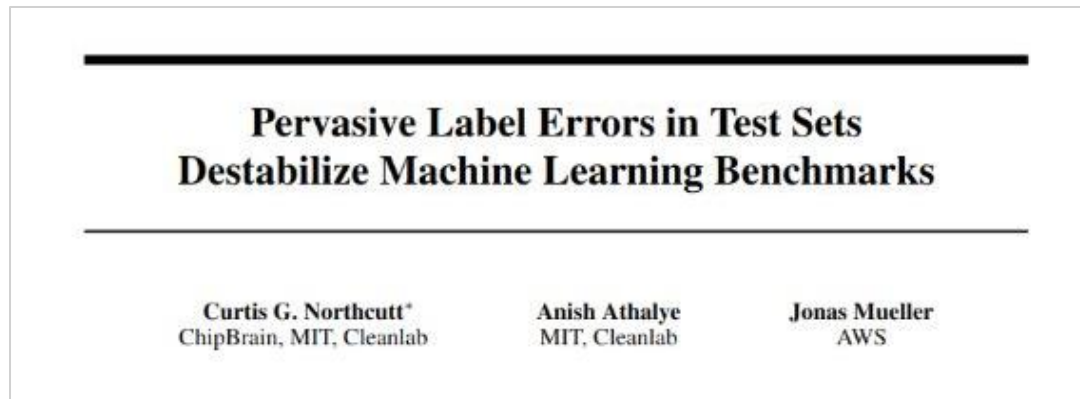 Pervasive Label Errors in Test Sets
Destabilize Machine Learning Benchmarks
Curtis G. Northcutt* Anish Athalye Jonas Mueller
ChipBrain, MIT, Cleanlab MIT, Cleanlab AWS